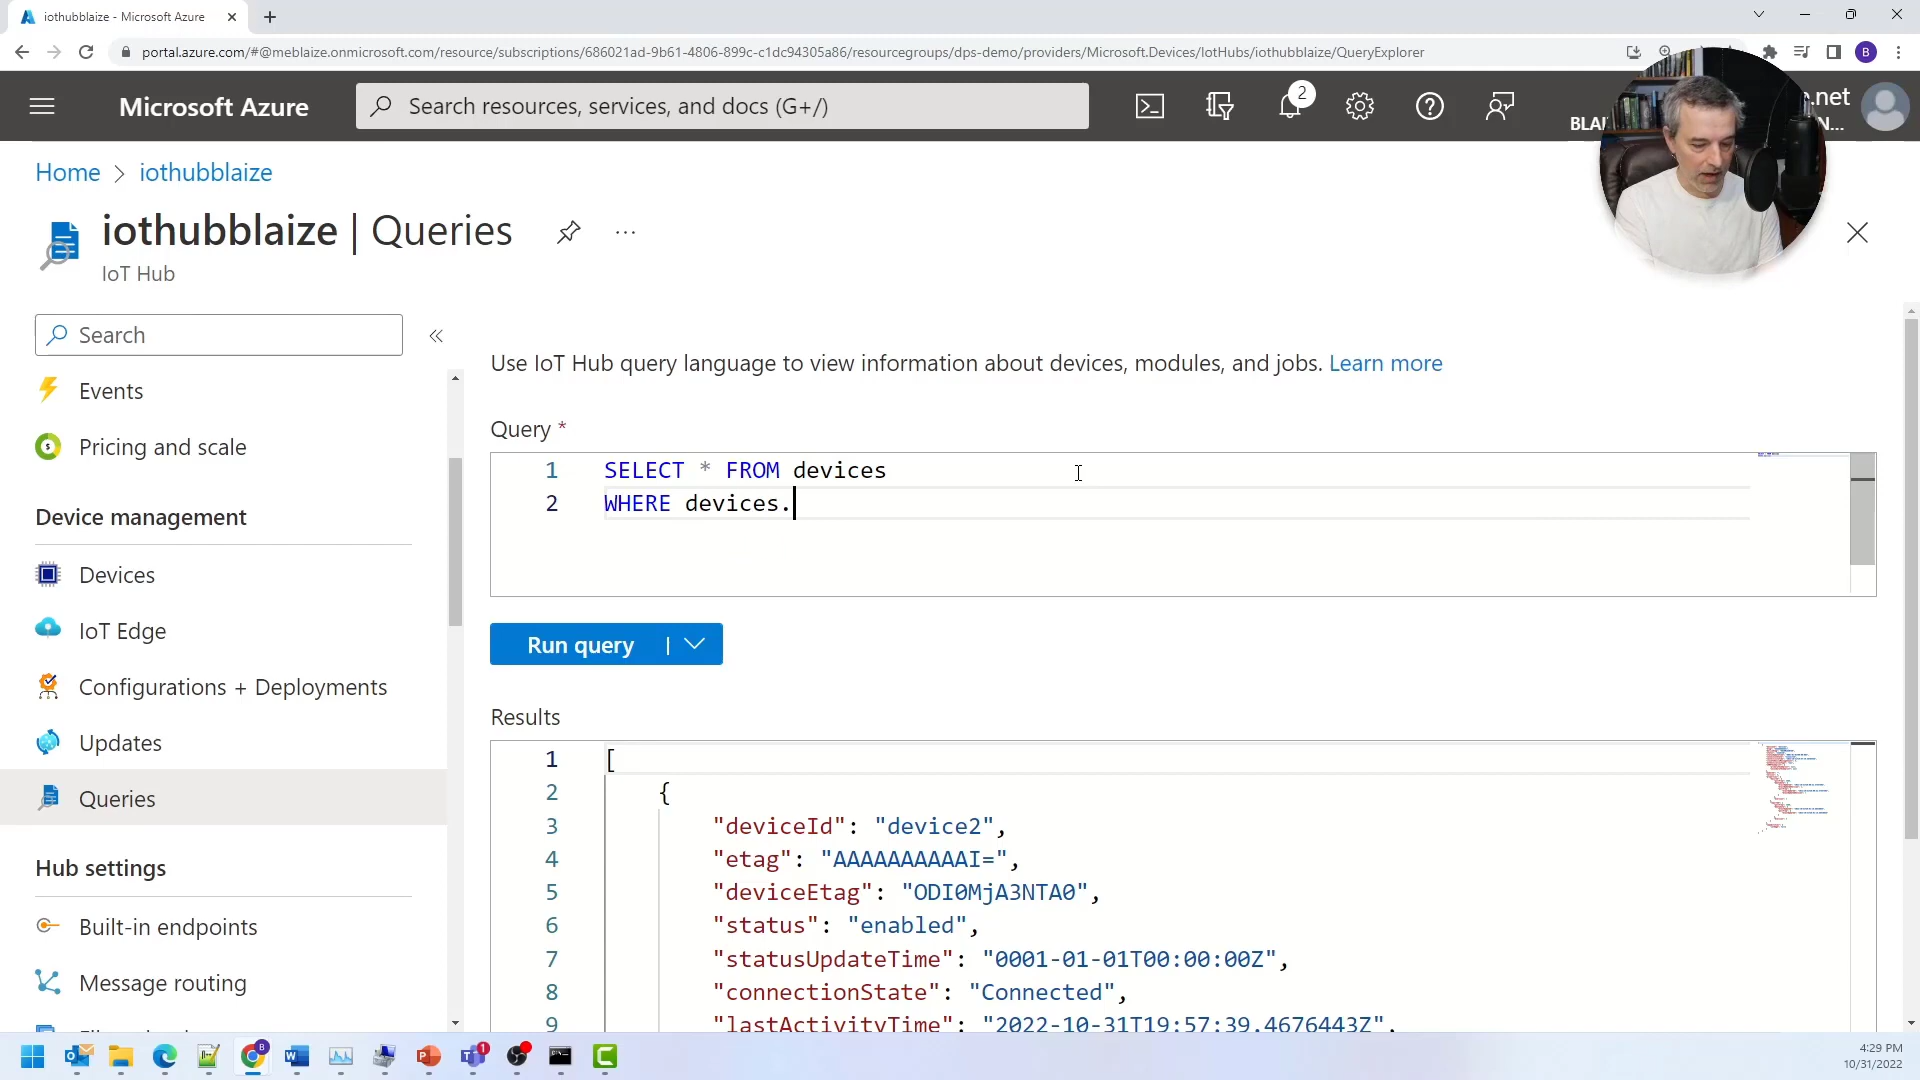 iothubblaize - Microsoft Azure
portal.azure.com/#@meblaize.onmicrosoft.com/resource/subscriptions/686021ad-9b61-4806-899c-c1dc94305a86/resourcegroups/dps-demo/providers/Microsoft.Devices/IotHubs/iothubblaize/QueryExplorer
B
Microsoft Azure
Search resources, services, and docs (G+/)
2
.net
BLAI
N...
Home > iothubblaize
iothubblaize | Queries
...
IoT Hub
Search
«
Events
Pricing and scale
Device management
Devices
IoT Edge
Configurations + Deployments
Updates
Queries
Hub settings
Built-in endpoints
Message routing
Use IoT Hub query language to view information about devices, modules, and jobs. Learn more
Query *
1 SELECT * FROM devices
2 WHERE devices.
Run query
Results
1 [
2 {
3 "deviceId": "device2",
4 "etag": "AAAAAAAAAAI=",
5 "deviceEtag": "ODI0MjA3NTA0",
6 "status": "enabled",
7 "statusUpdateTime": "0001-01-01T00:00:00Z",
8 "connectionState": "Connected",
9 "lastActivityTime": "2022-10-31T19:57:39.4676443Z",
B
1
4:29 PM
10/31/2022